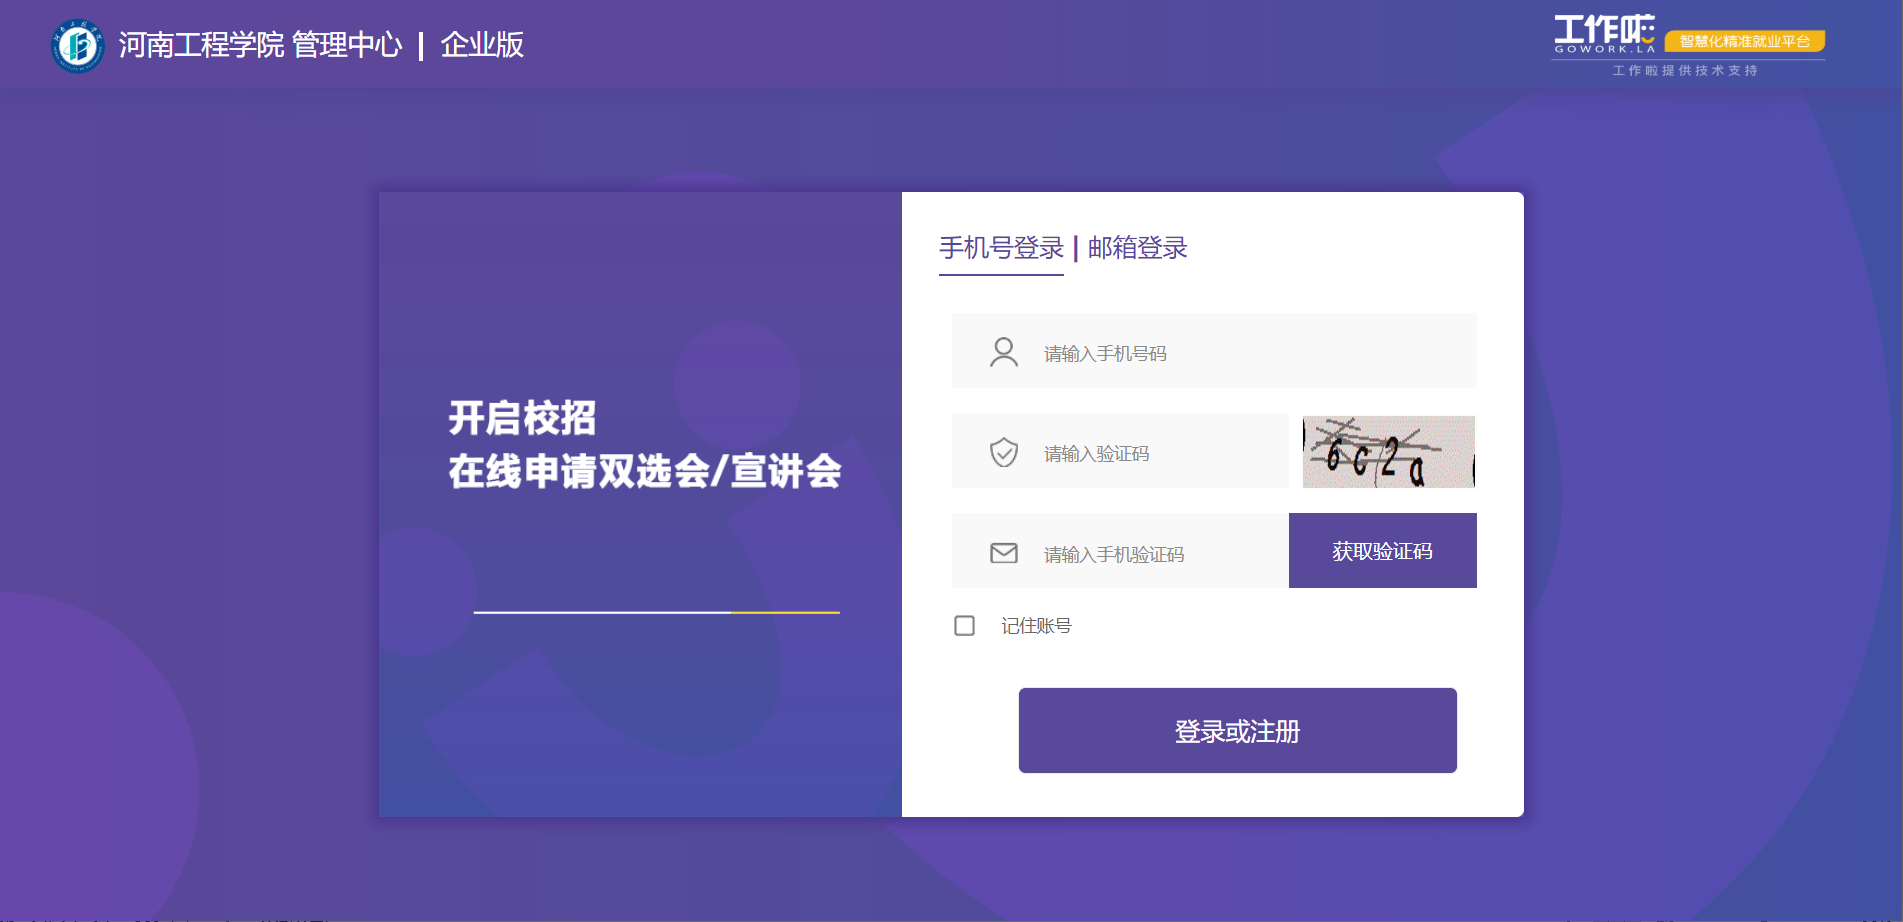 河南工程学院 管理中心 | 企业版
工作啦
GOWORK.LA
智慧化精准就业平台
工作啦提供技术支持
手机号登录 | 邮箱登录
请输入手机号码
开启校招
在线申请双选会/宣讲会
请输入验证码
6c2a
请输入手机验证码
获取验证码
记住账号
登录或注册